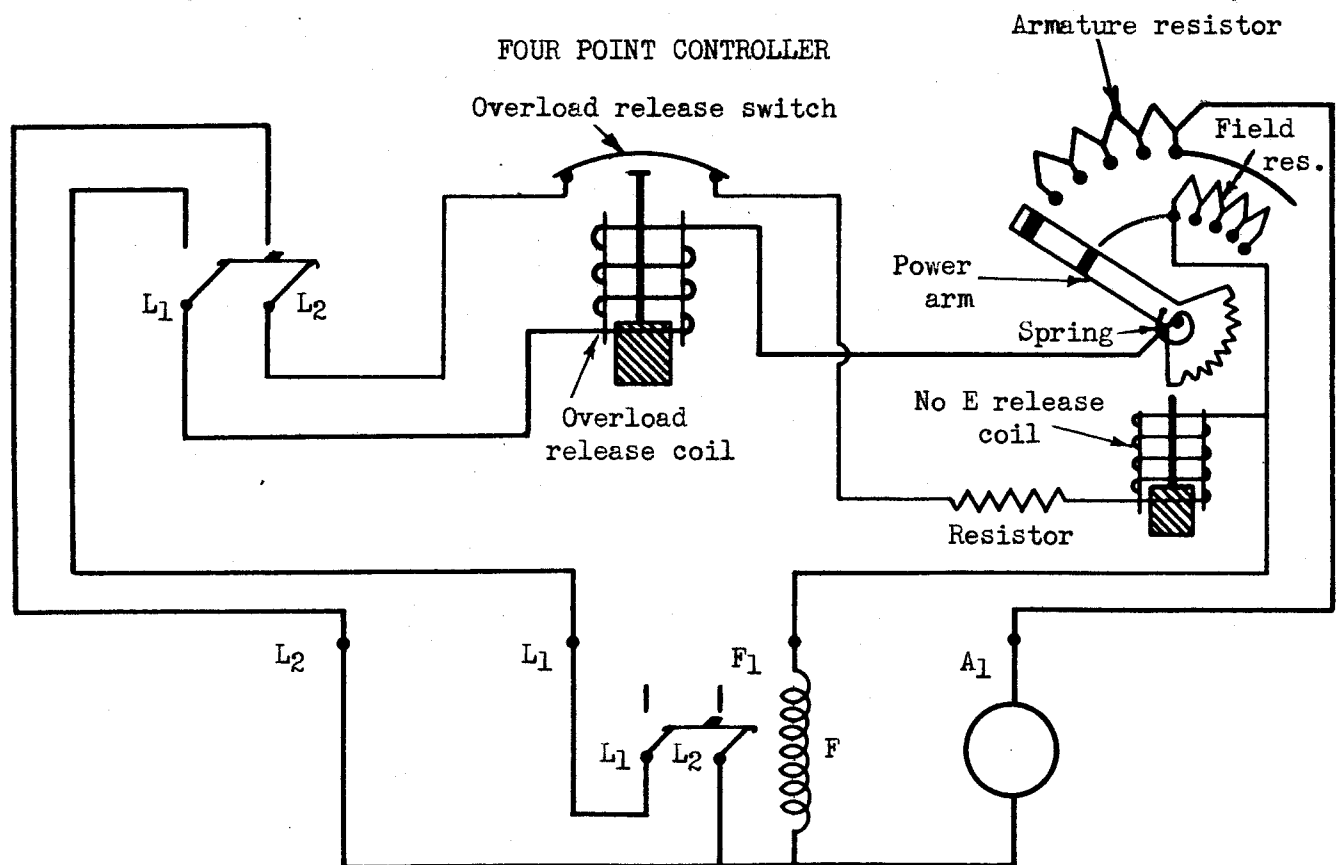 Armature resistor
FOUR POINT CONTROLLER
Overload release switch
Field
res.
L1
L2
Power
arm
Spring
Overload
release coil
No E release
coil
Resistor
L2
L1
F1
A1
L1
L2
F